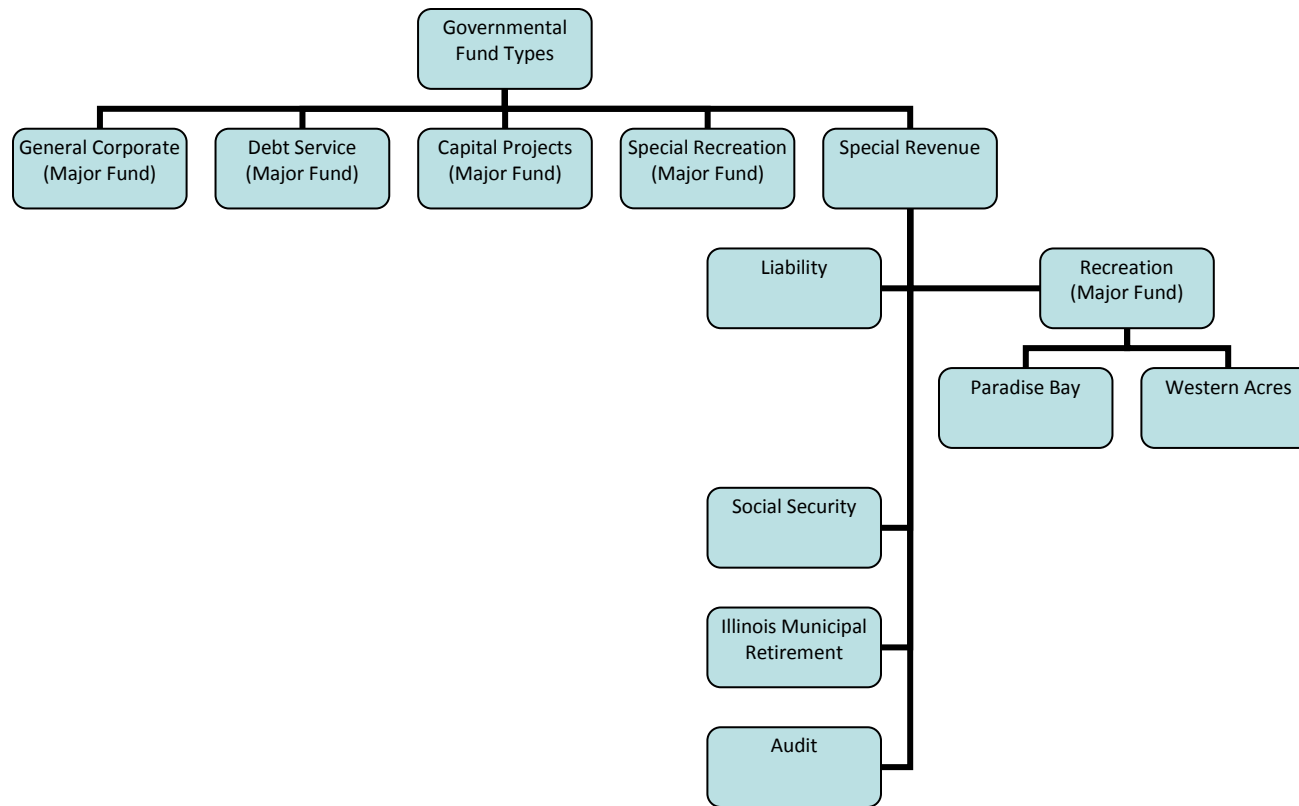 Governmental
Fund Types
General Corporate
(Major Fund)
Debt Service
(Major Fund)
Capital Projects
(Major Fund)
Special Recreation
(Major Fund)
Special Revenue
Liability
Recreation
(Major Fund)
Paradise Bay
Western Acres
Social Security
Illinois Municipal
Retirement
Audit